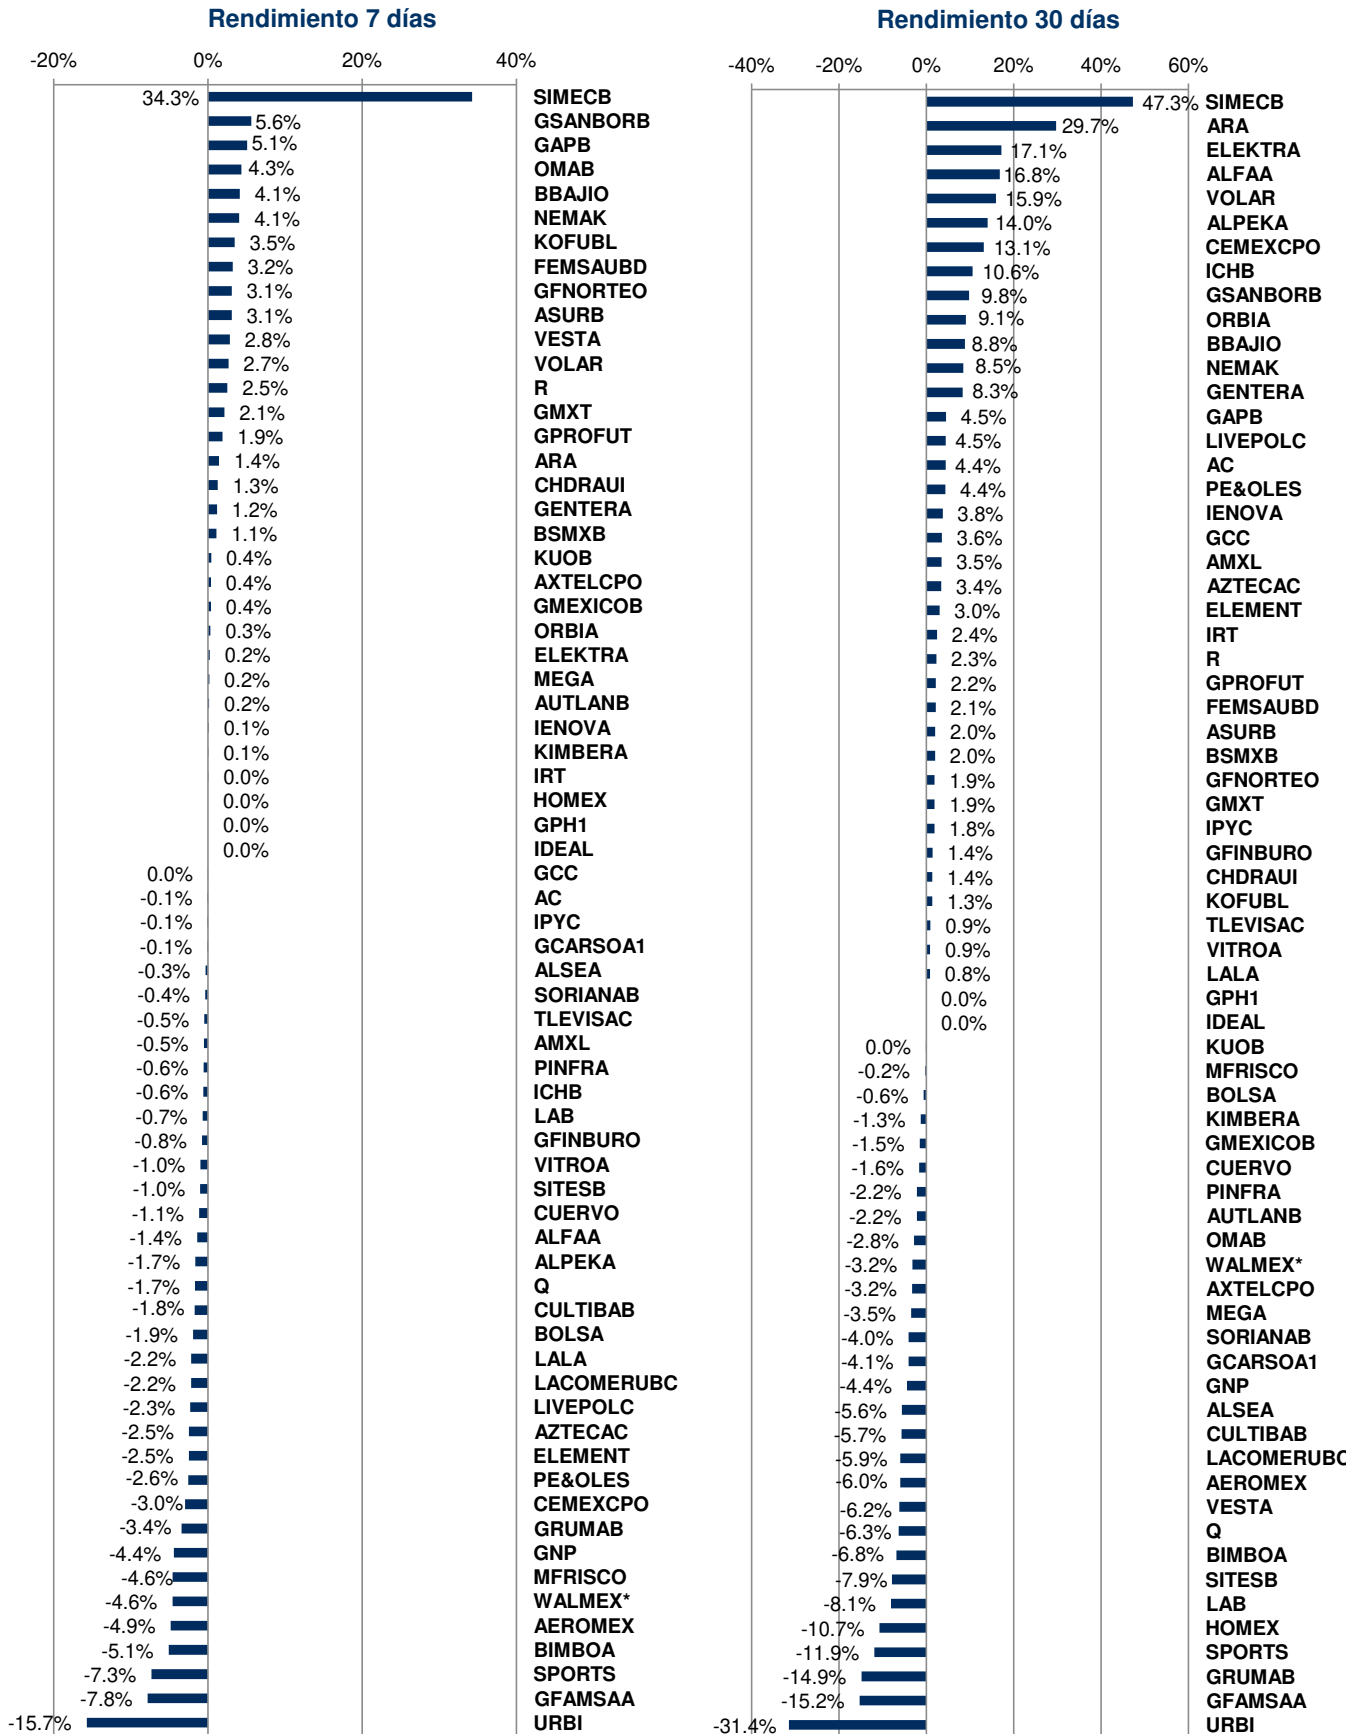 Rendimiento 7 días
-20% 0% 20% 40%
34.3% SIMECB
5.6% GSANBORB
5.1% GAPB
4.3% OMAB
4.1% BBAJIO
4.1% NEMAK
3.5% KOFUBL
3.2% FEMSAUBD
3.1% GFNORTEO
3.1% ASURB
2.8% VESTA
2.7% VOLAR
2.5% R
2.1% GMXT
1.9% GPROFUT
1.4% ARA
1.3% CHDRAUI
1.2% GENTERA
1.1% BSMXB
0.4% KUOB
0.4% AXTELCPO
0.4% GMEXICOB
0.3% ORBIA
0.2% ELEKTRA
0.2% MEGA
0.2% AUTLANB
0.1% IENOVA
0.1% KIMBERA
0.0% IRT
0.0% HOMEX
0.0% GPH1
0.0% IDEAL
0.0% GCC
-0.1% AC
-0.1% IPYC
-0.1% GCARSOA1
-0.3% ALSEA
-0.4% SORIANAB
-0.5% TLEVISAC
-0.5% AMXL
-0.6% PINFRA
-0.6% ICHB
-0.7% LAB
-0.8% GFINBURO
-1.0% VITROA
-1.0% SITESB
-1.1% CUERVO
-1.4% ALFAA
-1.7% ALPEKA
-1.7% Q
-1.8% CULTIBAB
-1.9% BOLSA
-2.2% LALA
-2.2% LACOMERUBC
-2.3% LIVEPOLC
-2.5% AZTECAC
-2.5% ELEMENT
-2.6% PE&OLES
-3.0% CEMEXCPO
-3.4% GRUMAB
-4.4% GNP
-4.6% MFRISCO
-4.6% WALMEX*
-4.9% AEROMEX
-5.1% BIMBOA
-7.3% SPORTS
-7.8% GFAMSAA
-15.7% URBI
Rendimiento 30 días
-40% -20% 0% 20% 40% 60%
47.3% SIMECB
29.7% ARA
17.1% ELEKTRA
16.8% ALFAA
15.9% VOLAR
14.0% ALPEKA
13.1% CEMEXCPO
10.6% ICHB
9.8% GSANBORB
9.1% ORBIA
8.8% BBAJIO
8.5% NEMAK
8.3% GENTERA
4.5% GAPB
4.5% LIVEPOLC
4.4% AC
4.4% PE&OLES
3.8% IENOVA
3.6% GCC
3.5% AMXL
3.4% AZTECAC
3.0% ELEMENT
2.4% IRT
2.3% R
2.2% GPROFUT
2.1% FEMSAUBD
2.0% ASURB
2.0% BSMXB
1.9% GFNORTEO
1.9% GMXT
1.8% IPYC
1.4% GFINBURO
1.4% CHDRAUI
1.3% KOFUBL
0.9% TLEVISAC
0.9% VITROA
0.8% LALA
0.0% GPH1
0.0% IDEAL
0.0% KUOB
-0.2% MFRISCO
-0.6% BOLSA
-1.3% KIMBERA
-1.5% GMEXICOB
-1.6% CUERVO
-2.2% PINFRA
-2.2% AUTLANB
-2.8% OMAB
-3.2% WALMEX*
-3.2% AXTELCPO
-3.5% MEGA
-4.0% SORIANAB
-4.1% GCARSOA1
-4.4% GNP
-5.6% ALSEA
-5.7% CULTIBAB
-5.9% LACOMERUBC
-6.0% AEROMEX
-6.2% VESTA
-6.3% Q
-6.8% BIMBOA
-7.9% SITESB
-8.1% LAB
-10.7% HOMEX
-11.9% SPORTS
-14.9% GRUMAB
-15.2% GFAMSAA
-31.4% URBI